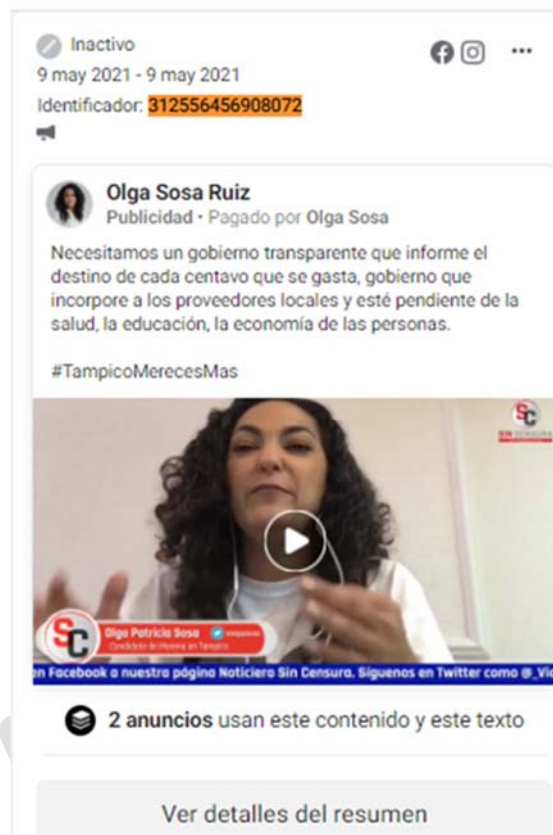 Inactivo
9 may 2021 - 9 may 2021
Identificador: 312556456908072
Olga Sosa Ruiz
Publicidad • Pagado por Olga Sosa
Necesitamos un gobierno transparente que informe el
destino de cada centavo que se gasta, gobierno que
incorpore a los proveedores locales y esté pendiente de la
salud, la educación, la economía de las personas.
#TampicoMerecesMas
SC
SIN CENSURA
SC
Olga Patricia Sosa
Candidata de Morena en Tampico
en Facebook a nuestra página Noticiero Sin Censura. Síguenos en Twitter como @_Vic
2 anuncios usan este contenido y este texto
Ver detalles del resumen